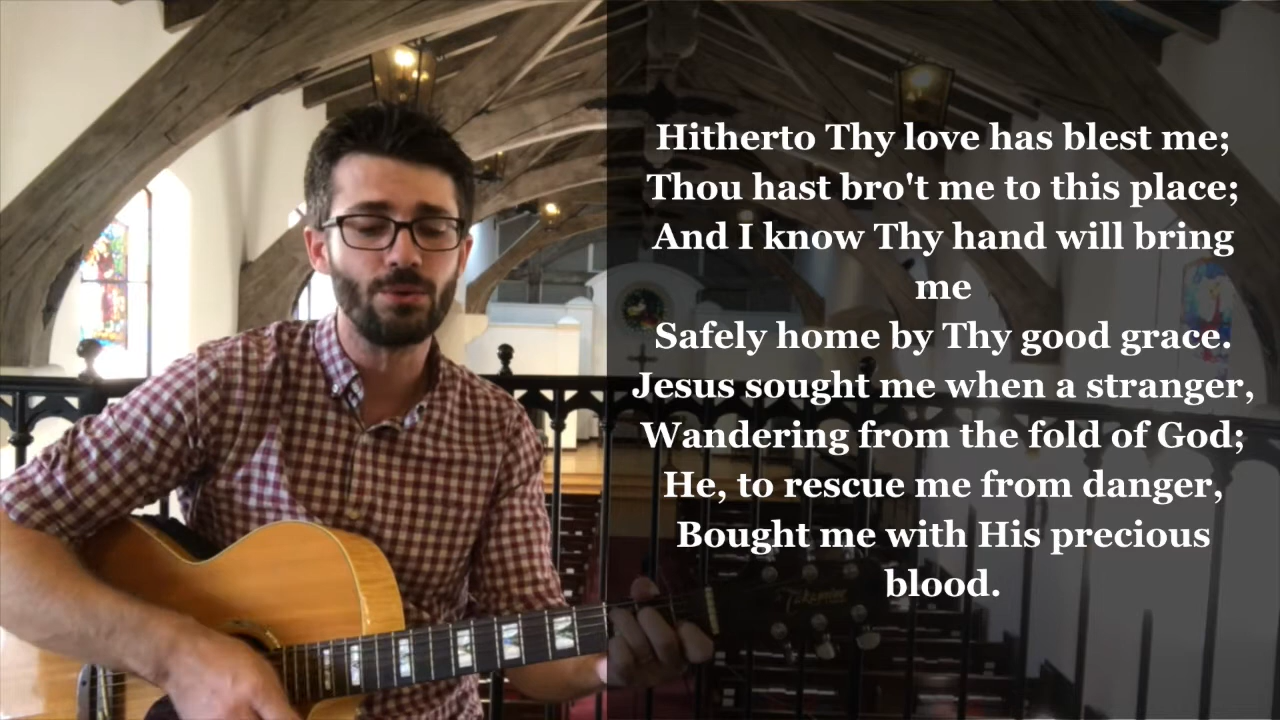 Hitherto Thy love has blest me;
Thou hast bro't me to this place;
And I know Thy hand will bring
me
Safely home by Thy good grace.
Jesus sought me when a stranger,
Wandering from the fold of God;
He, to rescue me from danger,
Bought me with His precious
blood.
Takamine